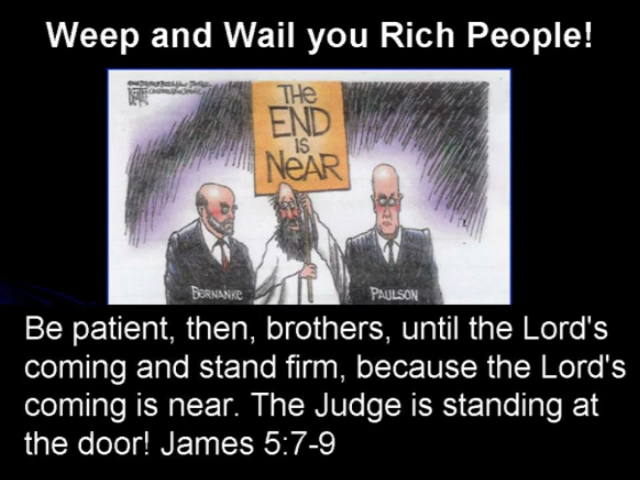 Weep and Wail you Rich People!
THe
END
IS
NeAR
BERNANKE
PAULSON
Be patient, then, brothers, until the Lord's
coming and stand firm, because the Lord's
coming is near. The Judge is standing at
the door! James 5:7-9